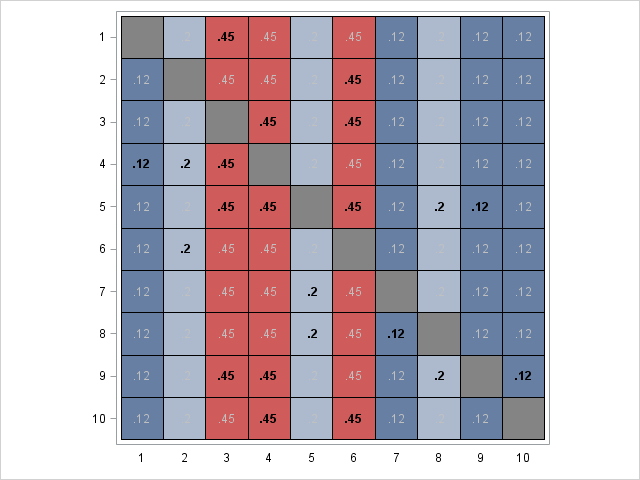 1 .2 .45 .45 .2 .45 .12 .2 .12 .12
2 .12 .45 .45 .2 .45 .12 .2 .12 .12
3 .12 .2 .45 .2 .45 .12 .2 .12 .12
4 .12 .2 .45 .2 .45 .12 .2 .12 .12
5 .12 .2 .45 .45 .45 .12 .2 .12 .12
6 .12 .2 .45 .45 .2 .12 .2 .12 .12
7 .12 .2 .45 .45 .2 .45 .2 .12 .12
8 .12 .2 .45 .45 .2 .45 .12 .12 .12
9 .12 .2 .45 .45 .2 .45 .12 .2 .12
10 .12 .2 .45 .45 .2 .45 .12 .2 .12
1 2 3 4 5 6 7 8 9 10